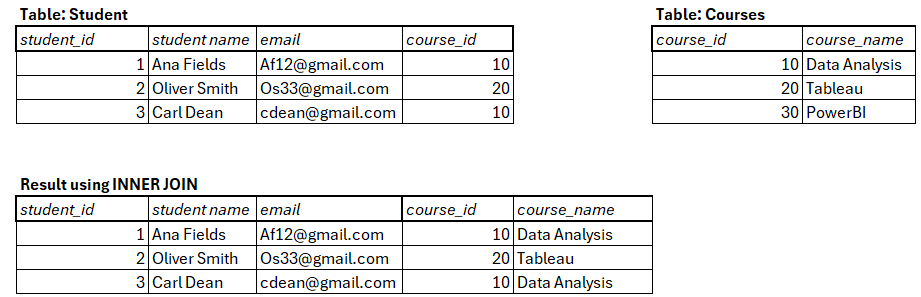 Table: Student Table: Courses
student_id student name email course_id course_id course_name
1 Ana Fields Af12@gmail.com 10 10 Data Analysis
2 Oliver Smith Os33@gmail.com 20 20 Tableau
3 Carl Dean cdean@gmail.com 10 30 PowerBI
Result using INNER JOIN
student_id student name email course_id course_name
1 Ana Fields Af12@gmail.com 10 Data Analysis
2 Oliver Smith Os33@gmail.com 20 Tableau
3 Carl Dean cdean@gmail.com 10 Data Analysis